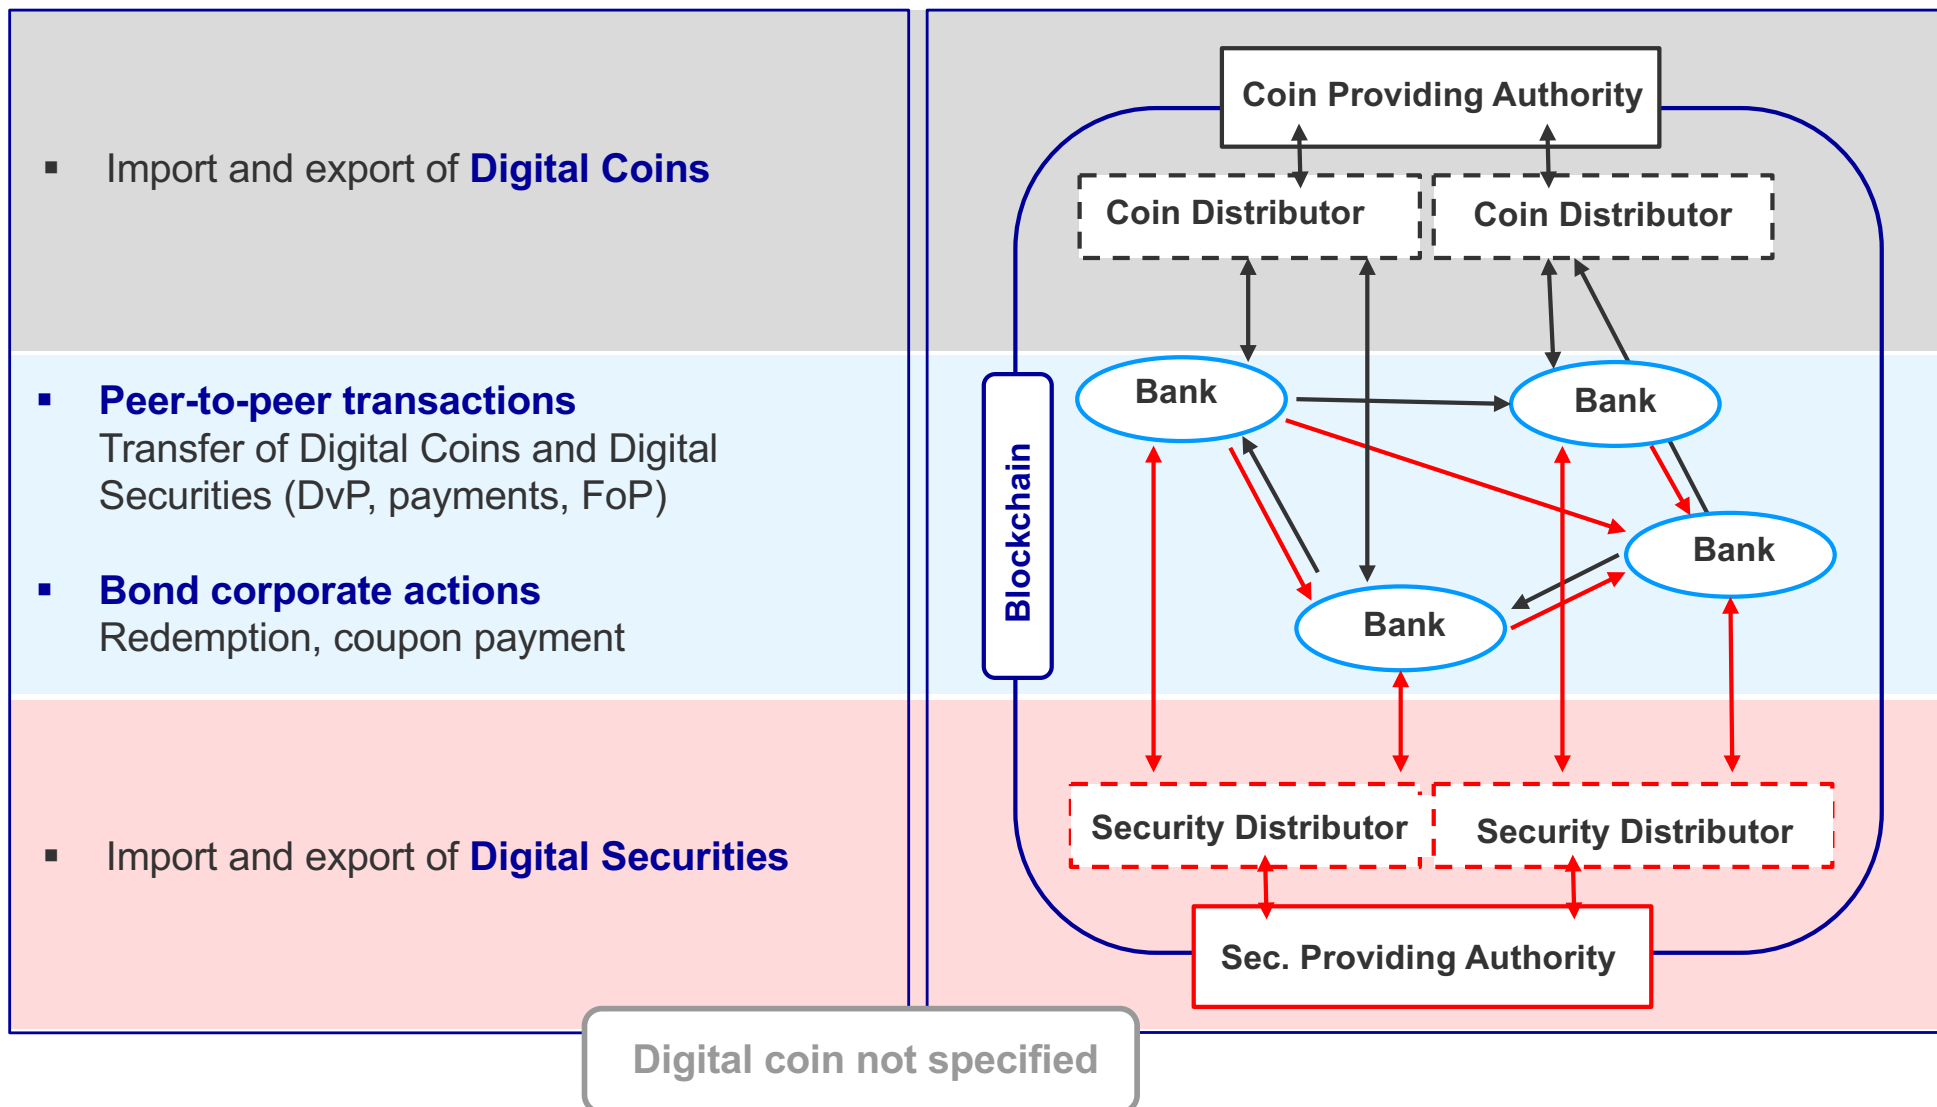 ▪ Import and export of Digital Coins
▪ Peer-to-peer transactions
Transfer of Digital Coins and Digital
Securities (DvP, payments, FoP)
▪ Bond corporate actions
Redemption, coupon payment
▪ Import and export of Digital Securities
Coin Providing Authority
Coin Distributor
Coin Distributor
Blockchain
Bank
Bank
Bank
Bank
Security Distributor
Security Distributor
Sec. Providing Authority
Digital coin not specified